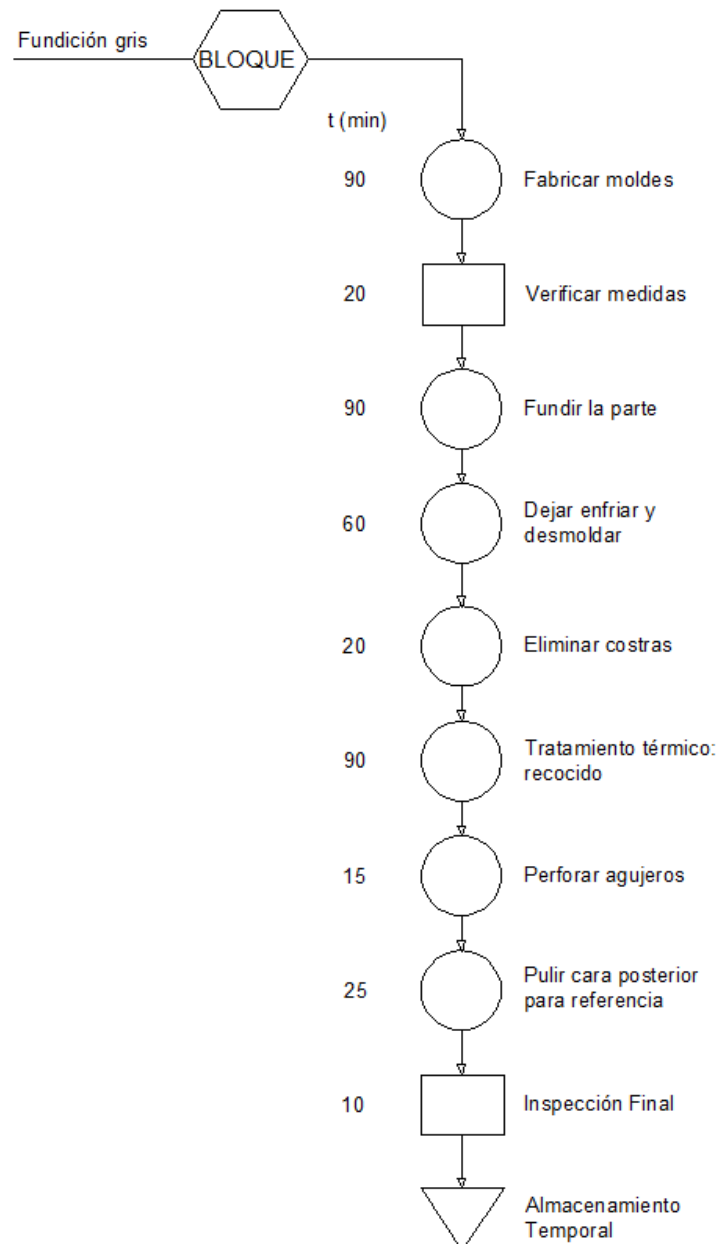 Fundición gris
BLOQUE
t (min)
90
Fabricar moldes
20
Verificar medidas
90
Fundir la parte
60
Dejar enfriar y
desmoldar
20
Eliminar costras
90
Tratamiento térmico:
recocido
15
Perforar agujeros
25
Pulir cara posterior
para referencia
10
Inspección Final
Almacenamiento
Temporal